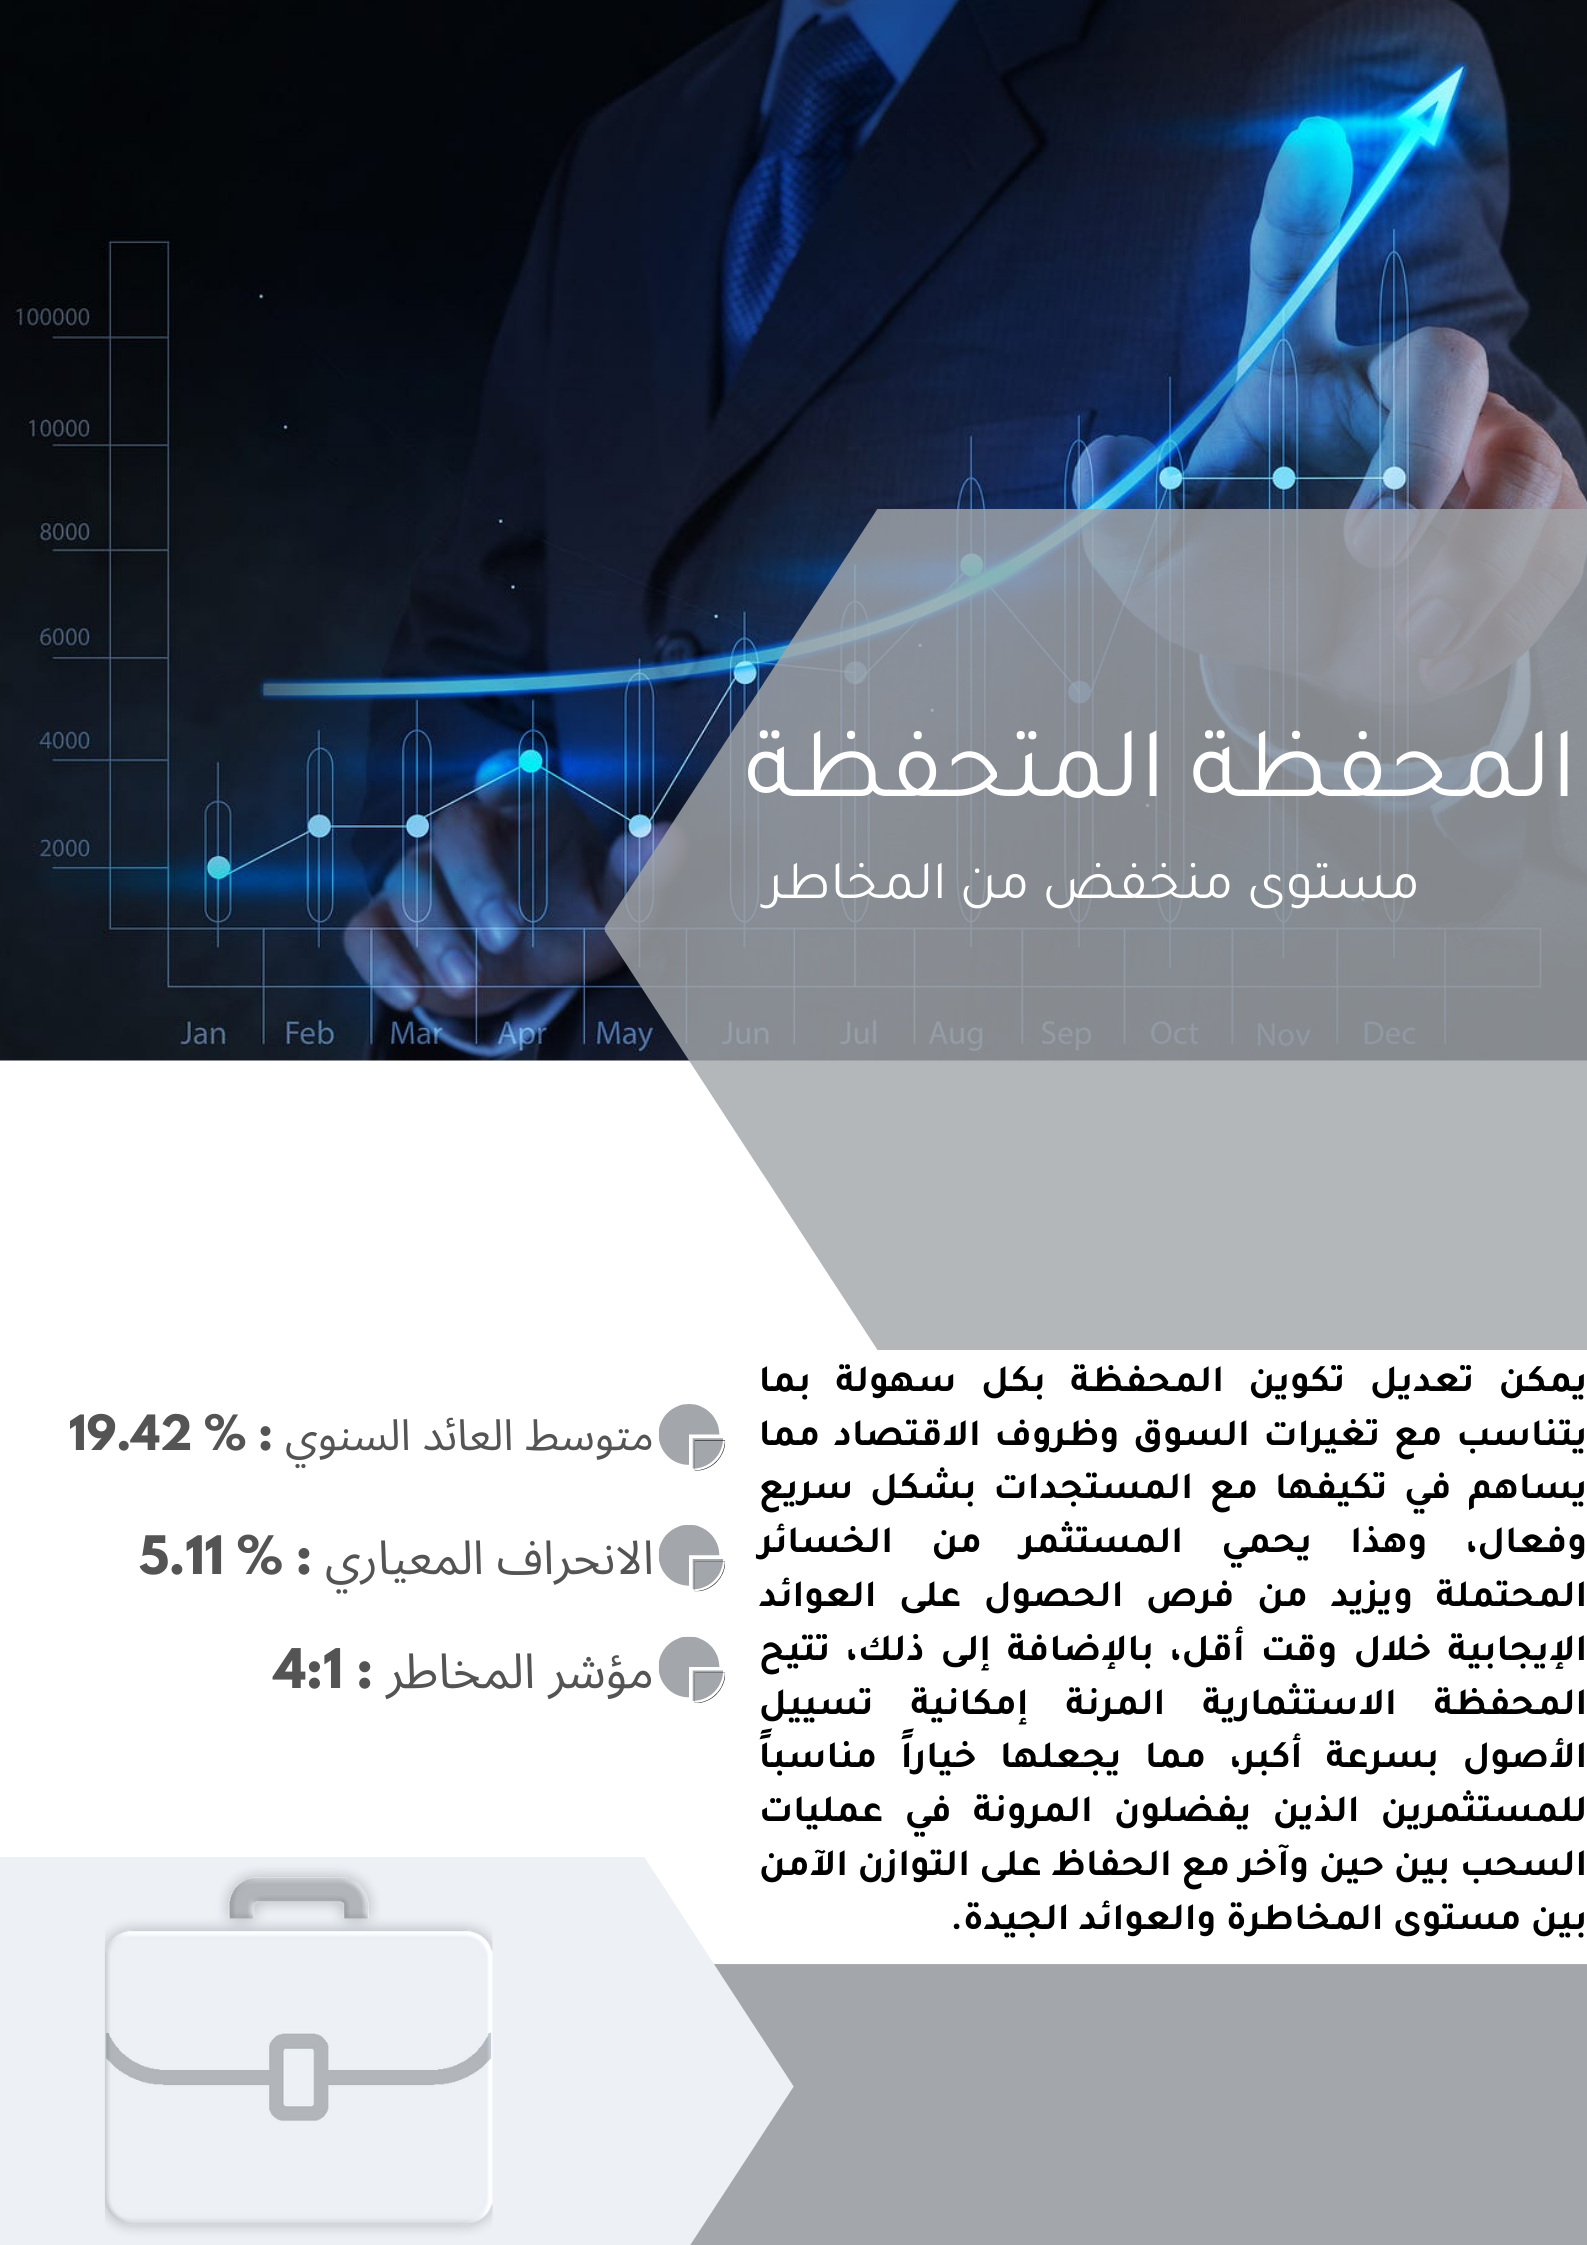 100000
10000
8000
6000
4000
2000
المحفظة المتحفظة
مستوى منخفض من المخاطر
Jan Feb Mar Apr May Jun Jul Aug Sep Oct Nov Dec
يمكن تعديل تكوين المحفظة بكل سهولة بما
يتناسب مع تغيرات السوق وظروف الاقتصاد مما
يساهم في تكيفها مع المستجدات بشكل سريع
وفعال، وهذا يحمي المستثمر من الخسائر
المحتملة ويزيد من فرص الحصول على العوائد
الإيجابية خلال وقت أقل، بالإضافة إلى ذلك، تتيح
المحفظة الاستثمارية المرنة إمكانية تسييل
الأصول بسرعة أكبر، مما يجعلها خياراً مناسباً
للمستثمرين الذين يفضلون المرونة في عمليات
السحب بين حين وآخر مع الحفاظ على التوازن الآمن
بين مستوى المخاطرة والعوائد الجيدة.
متوسط العائد السنوي : % 19.42
الانحراف المعياري : % 5.11
مؤشر المخاطر : 4:1